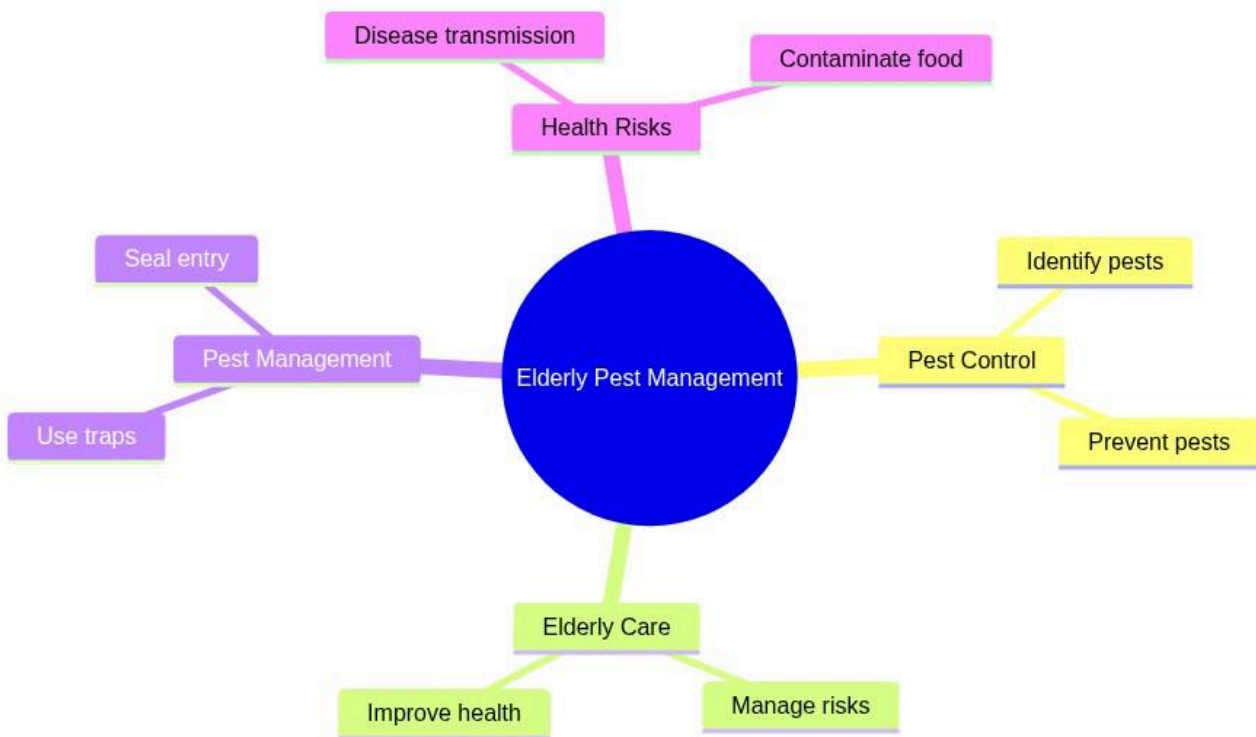 Disease transmission
Contaminate food
Health Risks
Seal entry
Identify pests
Pest Management
Elderly Pest Management
Pest Control
Use traps
Prevent pests
Elderly Care
Improve health
Manage risks